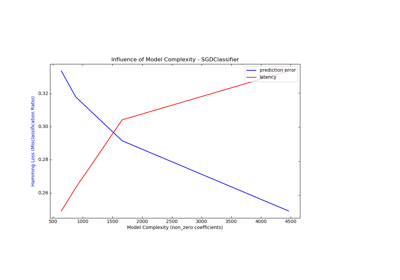 Influence of Model Complexity - SGDClassifier
prediction error
latency
Hamming Loss (Misclassification Ratio)
0.32
0.30
0.28
0.26
500 1000 1500 2000 2500 3000 3500 4000 4500
Model Complexity (non_zero coefficients)